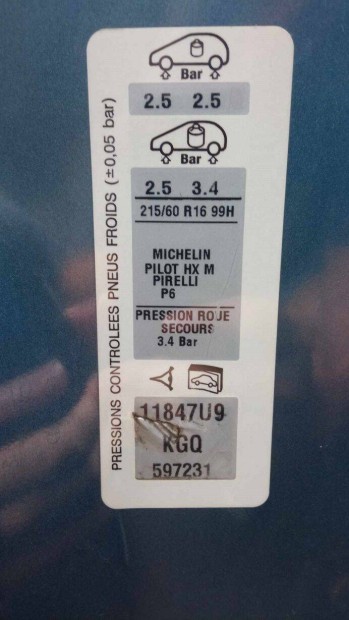 PRESSIONS CONTROLEES PNEUS FROIDS (±0,05 bar)
Bar
2.5 2.5
Bar
2.5 3.4
215/60 R16 99H
MICHELIN
PILOT HX M
PIRELLI
P6
PRESSION ROUE
SECOURS
3.4 Bar
11847U9
KGQ
597231